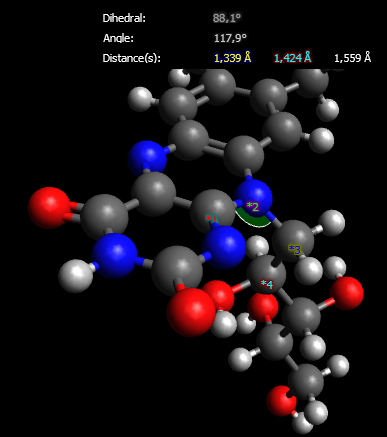 Dihedral: 88,1°
Angle: 117,9°
Distance(s): 1,339 Å 1,424 Å 1,559 Å
*1
*2
*3
*4